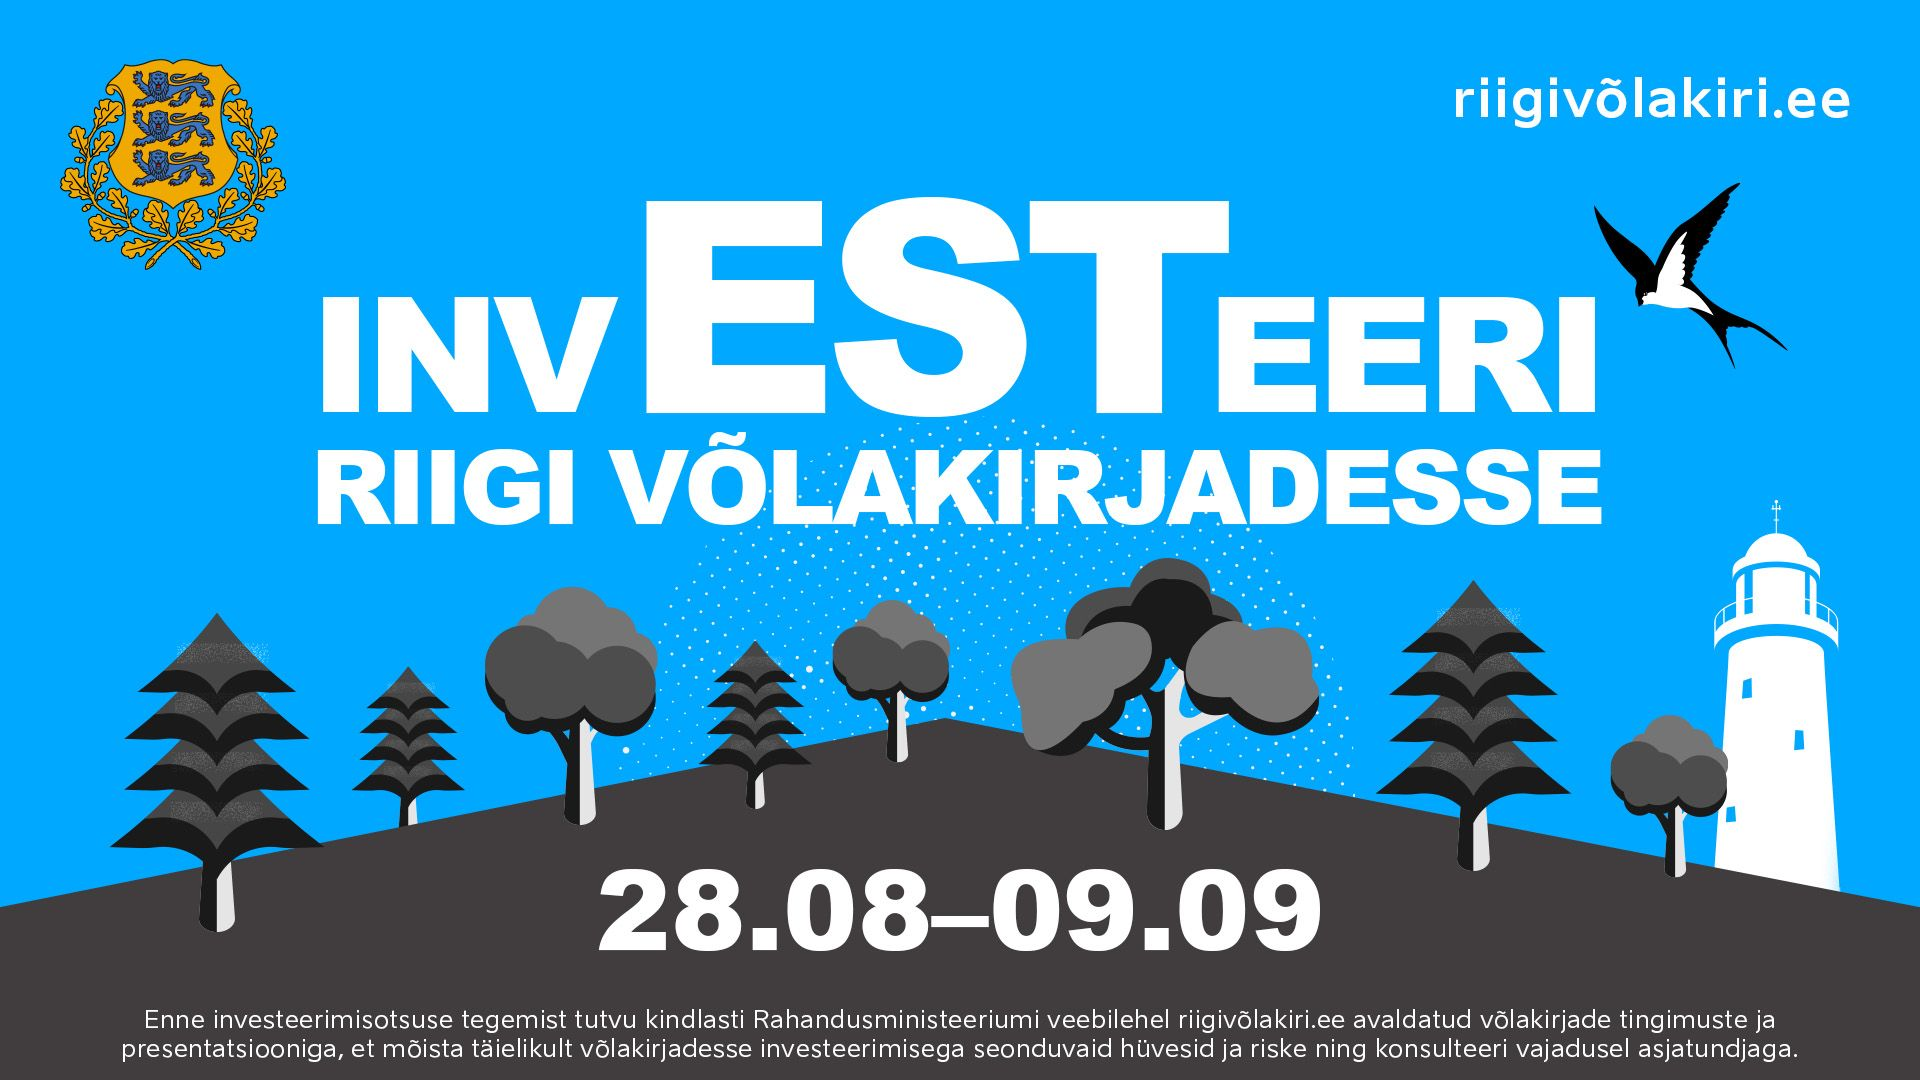 riigivõlakiri.ee
INVESTEERI
RIIGI VÕLAKIRJADESSE
28.08–09.09
Enne investeerimisotsuse tegemist tutvu kindlasti Rahandusministeeriumi veebilehel riigivõlakiri.ee avaldatud võlakirjade tingimuste ja
presentatsiooniga, et mõista täielikult võlakirjadesse investeerimisega seonduvaid hüvesid ja riske ning konsulteeri vajadusel asjatundjaga.